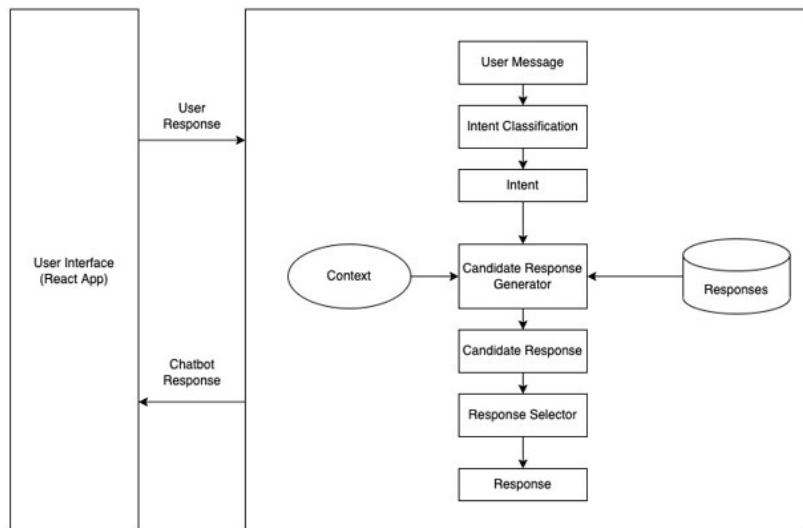 User Message
User
Response
Intent Classification
Intent
User Interface
(React App)
Context
Candidate Response
Generator
Responses
Candidate Response
Chatbot
Response
Response Selector
Response